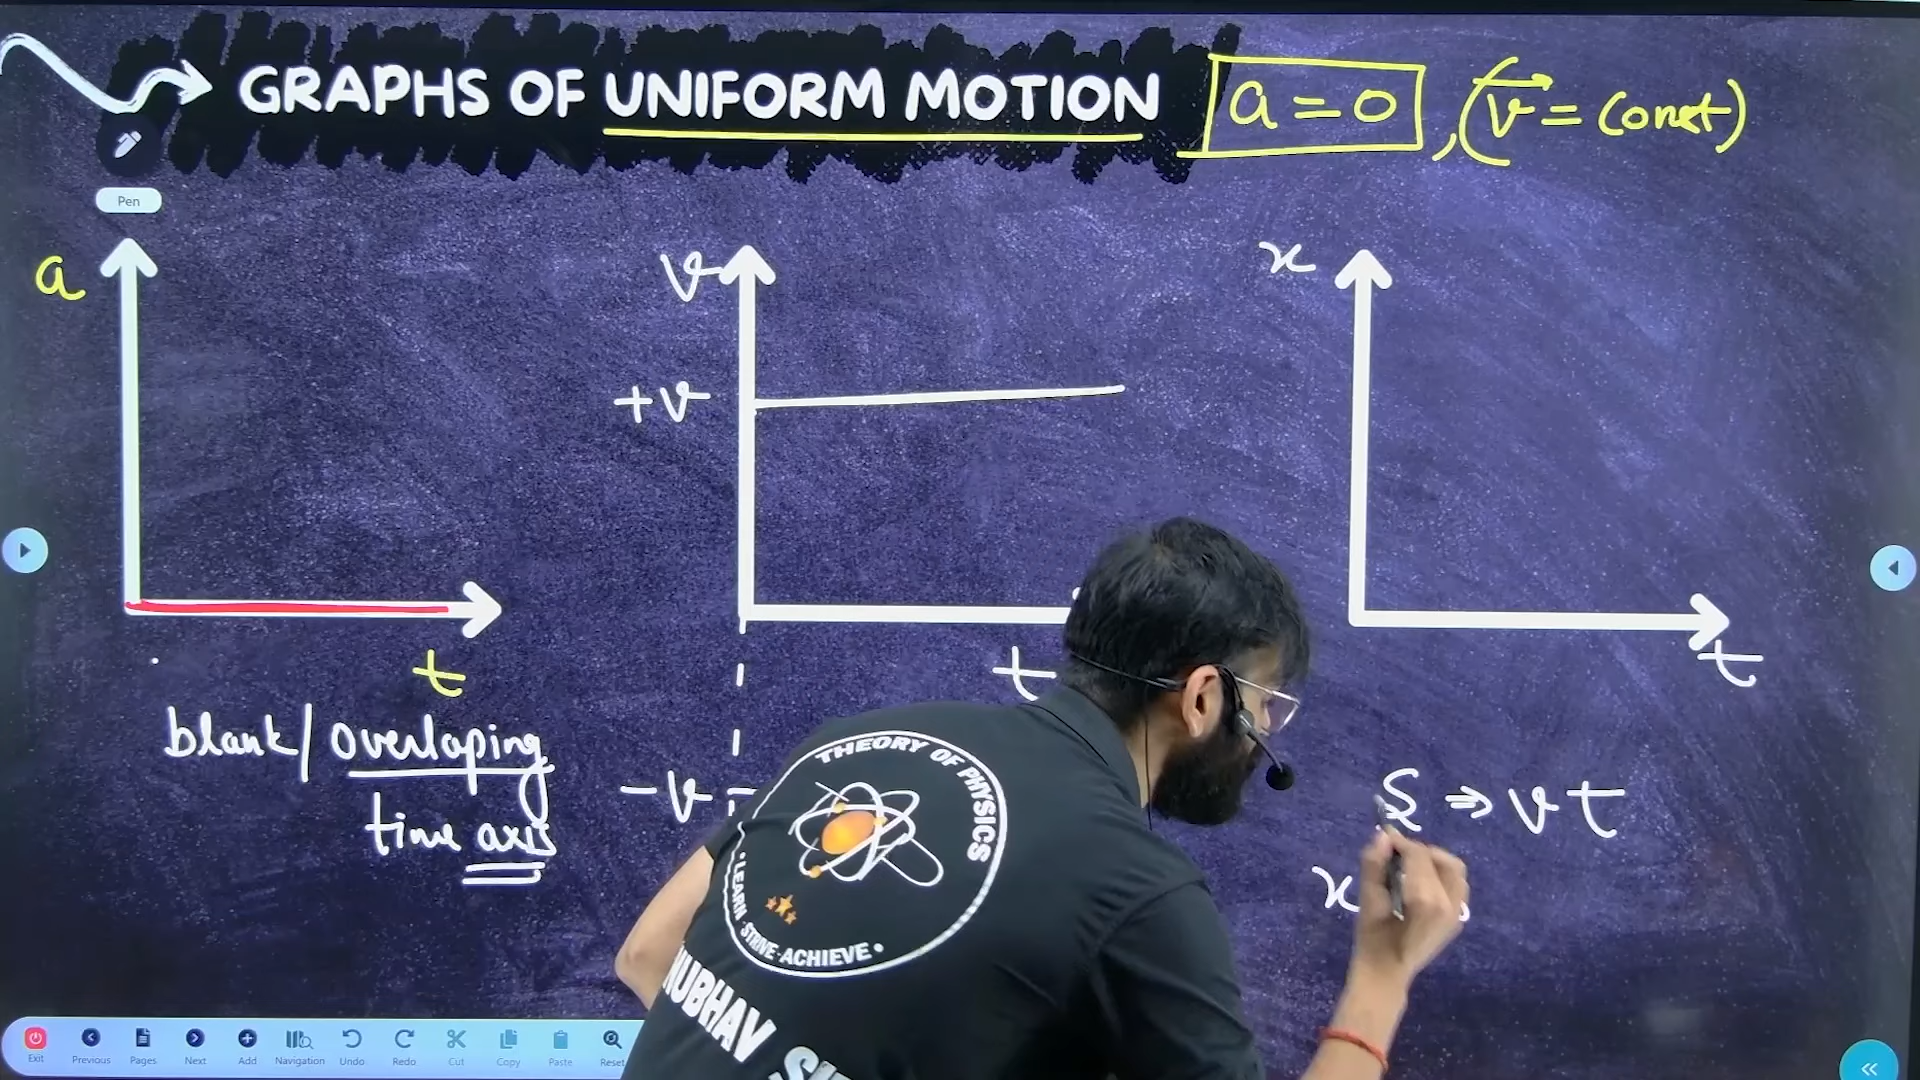 GRAPHS OF UNIFORM MOTION a = 0 , (v = const)
Pen
a
v
x
+v
t
t
t
blank / overlaping
time axis
-v
S ⇒ vt
x
THEORY OF PHYSICS
• LEARN • STRIVE • ACHIEVE •
Exit
Previous
Pages
Next
Add
Navigation
Undo
Redo
Cut
Copy
Paste
Reset